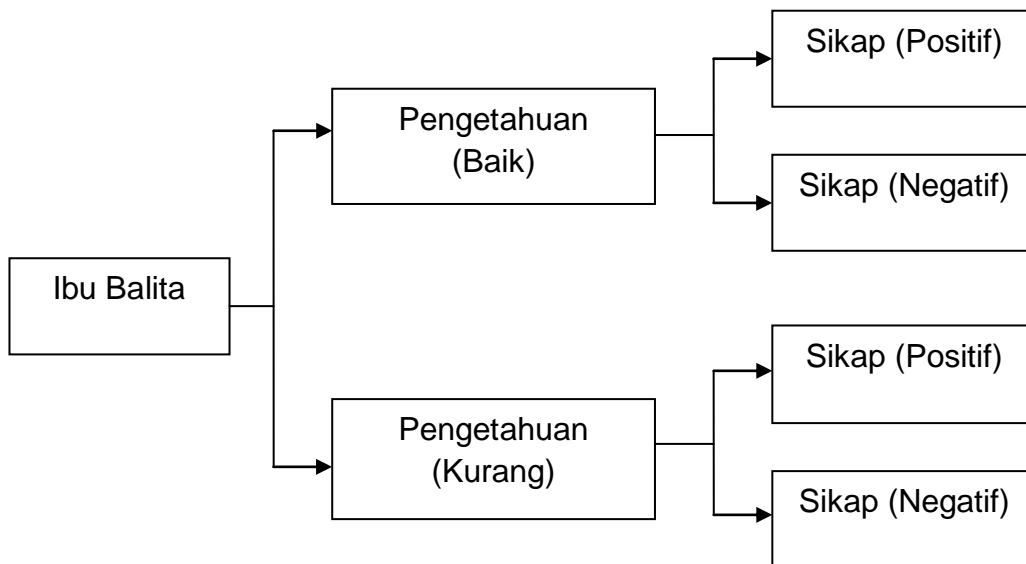 Sikap (Positif)
Pengetahuan
(Baik)
Sikap (Negatif)
Ibu Balita
Sikap (Positif)
Pengetahuan
(Kurang)
Sikap (Negatif)